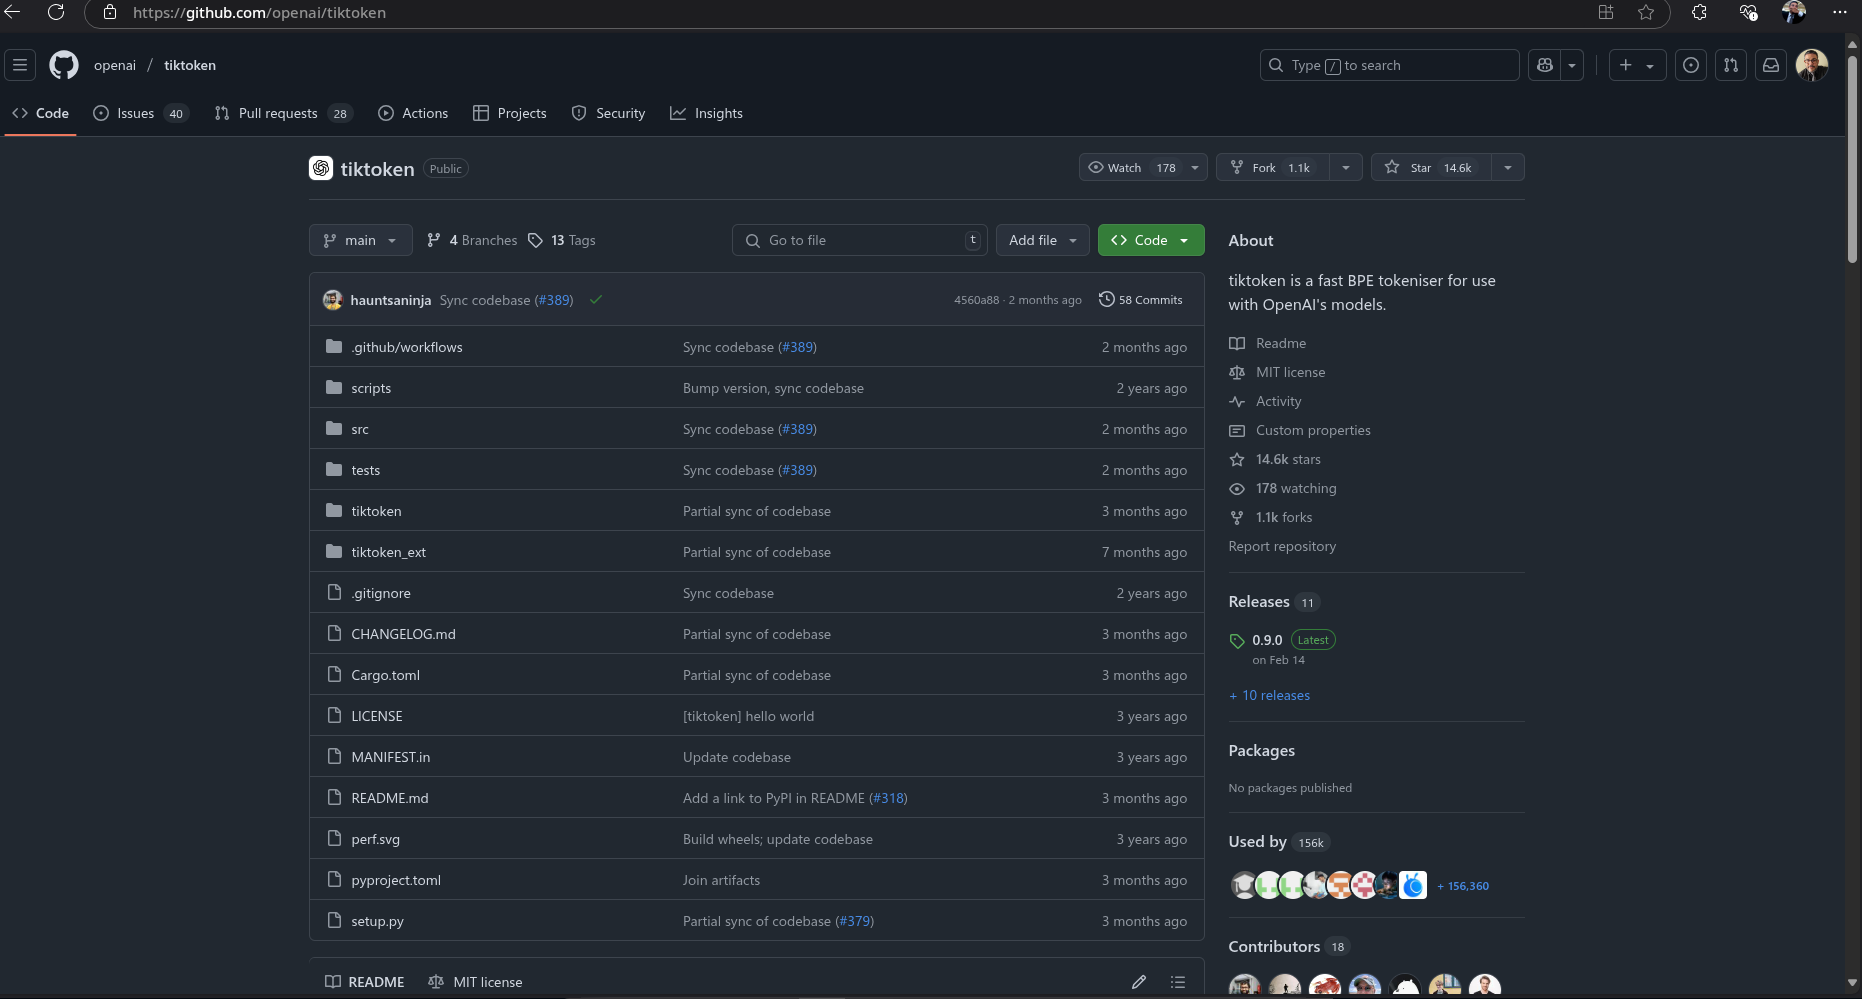 https://github.com/openai/tiktoken
openai / tiktoken
Type / to search
Code
Issues 40
Pull requests 28
Actions
Projects
Security
Insights
tiktoken Public
Watch 178
Fork 1.1k
Star 14.6k
main
4 Branches
13 Tags
Go to file t
Add file
Code
hauntsaninja Sync codebase (#389) 4560a88 · 2 months ago 58 Commits
.github/workflows Sync codebase (#389) 2 months ago
scripts Bump version, sync codebase 2 years ago
src Sync codebase (#389) 2 months ago
tests Sync codebase (#389) 2 months ago
tiktoken Partial sync of codebase 3 months ago
tiktoken_ext Partial sync of codebase 7 months ago
.gitignore Sync codebase 2 years ago
CHANGELOG.md Partial sync of codebase 3 months ago
Cargo.toml Partial sync of codebase 3 months ago
LICENSE [tiktoken] hello world 3 years ago
MANIFEST.in Update codebase 3 years ago
README.md Add a link to PyPI in README (#318) 3 months ago
perf.svg Build wheels; update codebase 3 years ago
pyproject.toml Join artifacts 3 months ago
setup.py Partial sync of codebase (#379) 3 months ago
README
MIT license
About
tiktoken is a fast BPE tokeniser for use
with OpenAI's models.
Readme
MIT license
Activity
Custom properties
14.6k stars
178 watching
1.1k forks
Report repository
Releases 11
0.9.0 Latest
on Feb 14
+ 10 releases
Packages
No packages published
Used by 156k
+ 156,360
Contributors 18